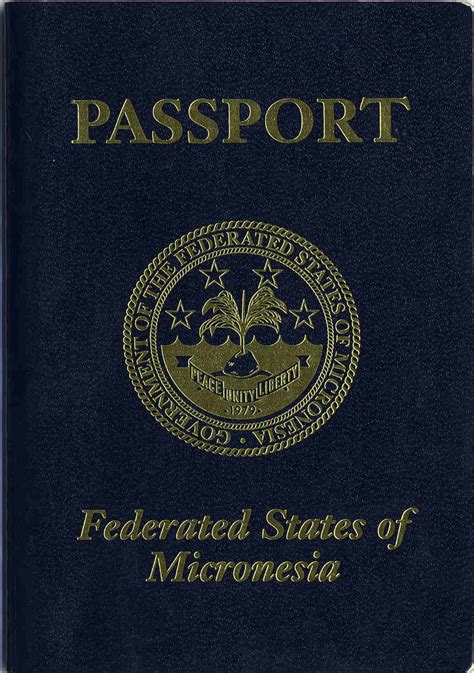 PASSPORT
GOVERNMENT OF THE FEDERATED STATES OF MICRONESIA
PEACE UNITY LIBERTY
·1979·
Federated States of
Micronesia